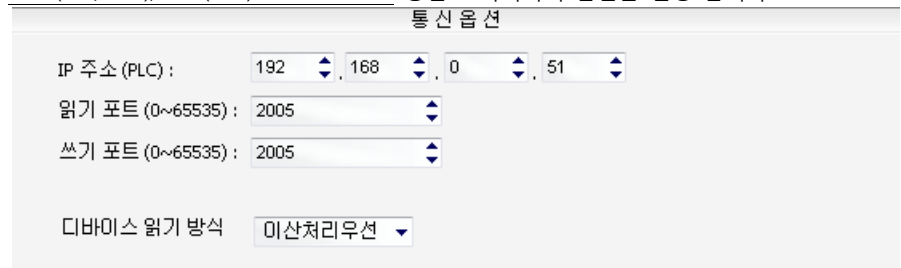 통신옵션
IP 주소(PLC) : 192 . 168 . 0 . 51
읽기 포트(0~65535) : 2005
쓰기 포트(0~65535) : 2005
디바이스 읽기 방식 이산처리우선